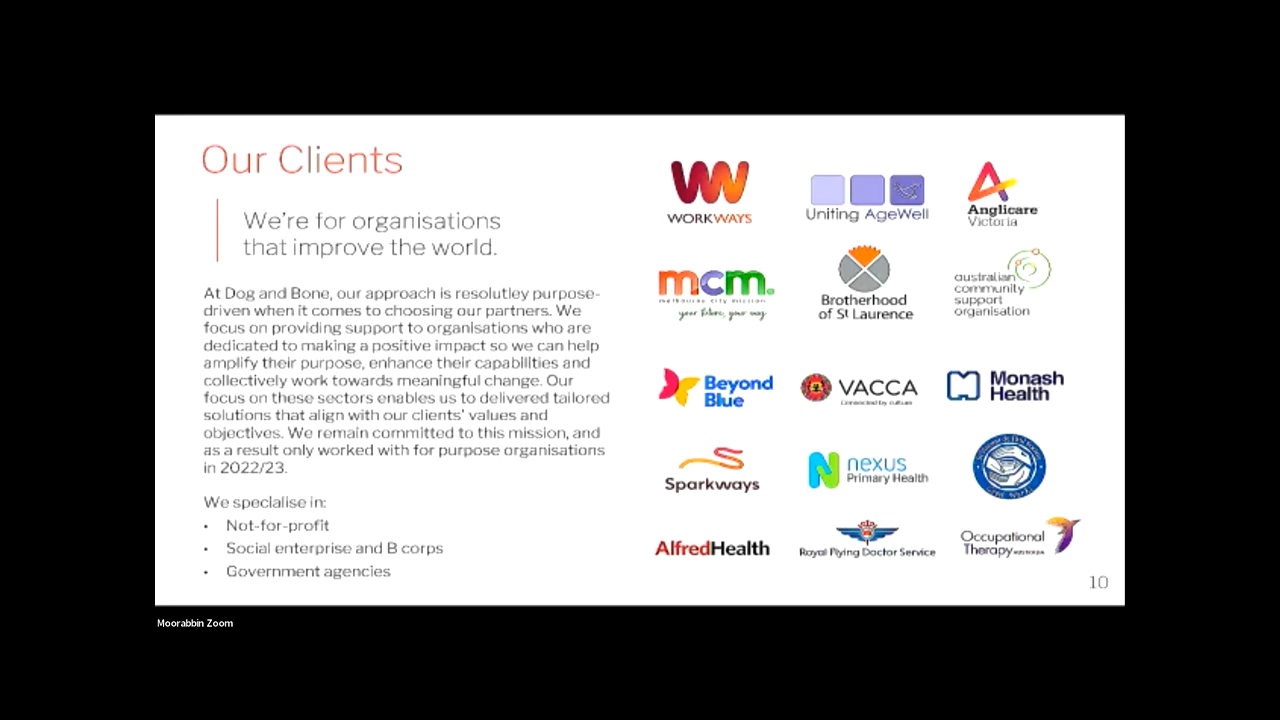 Our Clients
We're for organisations
that improve the world.
At Dog and Bone, our approach is resolutley purpose-
driven when it comes to choosing our partners. We
focus on providing support to organisations who are
dedicated to making a positive impact so we can help
amplify their purpose, enhance their capabilities and
collectively work towards meaningful change. Our
focus on these sectors enables us to delivered tailored
solutions that align with our clients' values and
objectives. We remain committed to this mission, and
as a result only worked with for purpose organisations
in 2022/23.
We specialise in:
• Not-for-profit
• Social enterprise and B corps
• Government agencies
WORKWAYS
Uniting AgeWell
Anglicare
Victoria
mcm.
melbourne city mission
your future, your way
Brotherhood
of St Laurence
australian
community
support
organisation
Beyond
Blue
VACCA
Connected by culture
Monash
Health
Sparkways
nexus
Primary Health
AlfredHealth
Royal Flying Doctor Service
Occupational
Therapy
10
Moorabbin Zoom